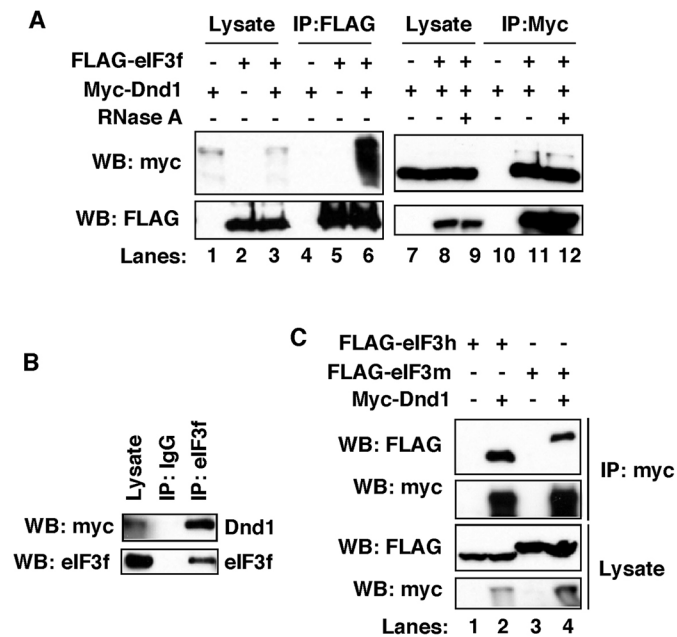 A
Lysate IP:FLAG Lysate IP:Myc
FLAG-eIF3f - + + - + + - + + - + +
Myc-Dnd1 + - + + - + + + + + + +
RNase A - - - - - - - - + - - +
WB: myc
WB: FLAG
Lanes: 1 2 3 4 5 6 7 8 9 10 11 12
B
Lysate
IP: IgG
IP: eIF3f
WB: myc Dnd1
WB: eIF3f eIF3f
C
FLAG-eIF3h + + - -
FLAG-eIF3m - - + +
Myc-Dnd1 - + - +
WB: FLAG
WB: myc
IP: myc
WB: FLAG
WB: myc
Lysate
Lanes: 1 2 3 4